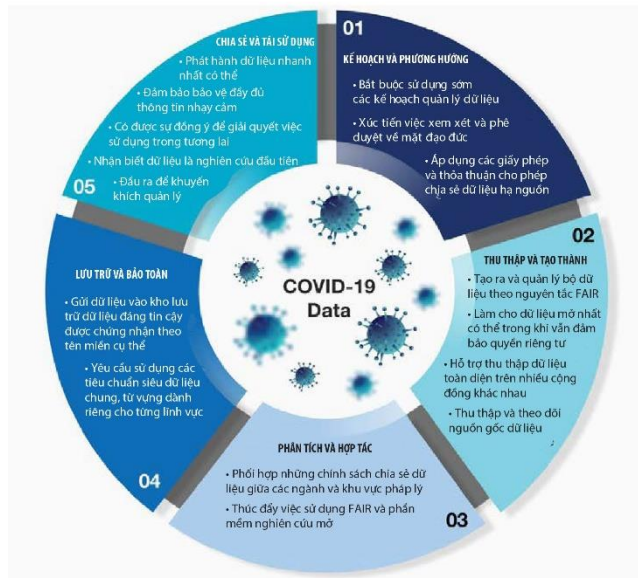 01
KẾ HOẠCH VÀ PHƯƠNG HƯỚNG
• Bắt buộc sử dụng sớm
các kế hoạch quản lý dữ liệu
• Xúc tiến việc xem xét và phê
duyệt về mặt đạo đức
• Áp dụng các giấy phép
và thỏa thuận cho phép
chia sẻ dữ liệu hạ nguồn
02
THU THẬP VÀ TẠO THÀNH
• Tạo ra và quản lý bộ dữ
liệu theo nguyên tắc FAIR
• Làm cho dữ liệu mở nhất
có thể trong khi vẫn đảm
bảo quyền riêng tư
• Hỗ trợ thu thập dữ liệu
toàn diện trên nhiều cộng
đồng khác nhau
• Thu thập và theo dõi
nguồn gốc dữ liệu
PHÂN TÍCH VÀ HỢP TÁC
• Phối hợp những chính sách chia sẻ dữ
liệu giữa các ngành và khu vực pháp lý
• Thúc đẩy việc sử dụng FAIR và phần
mềm nghiên cứu mở
03
LƯU TRỮ VÀ BẢO TOÀN
• Gửi dữ liệu vào kho lưu
trữ dữ liệu đáng tin cậy
được chứng nhận theo
tên miền cụ thể
• Yêu cầu sử dụng các
tiêu chuẩn siêu dữ liệu
chung, từ vựng dành
riêng cho từng lĩnh vực
04
CHIA SẺ VÀ TÁI SỬ DỤNG
• Phát hành dữ liệu nhanh
nhất có thể
• Đảm bảo bảo vệ đầy đủ
thông tin nhạy cảm
• Có được sự đồng ý để giải quyết việc
sử dụng trong tương lai
• Nhận biết dữ liệu là nghiên cứu đầu tiên
• Đầu ra để khuyến
khích quản lý
05
COVID-19
Data